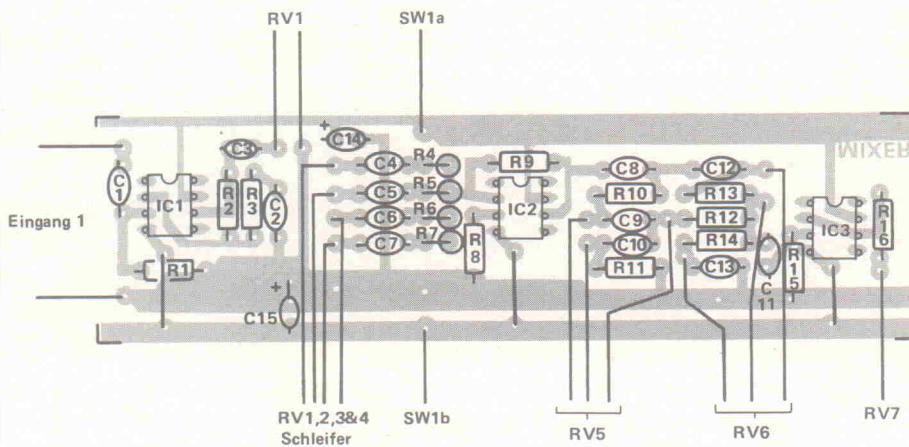 RV1 SW1a
+ C14
C3 C4 R4 R9 C8 C12 MIXER
C1 IC1 R2 R3 C2 C5 R5 IC2 R10 R13
Eingang 1 C6 R6 C9 R12 IC3 R16
C7 R7 R8 C10 R14
R1 R11 C13 C11 R15
+ C15
RV1,2,3&4 SW1b RV5 RV6 RV7
Schleifer